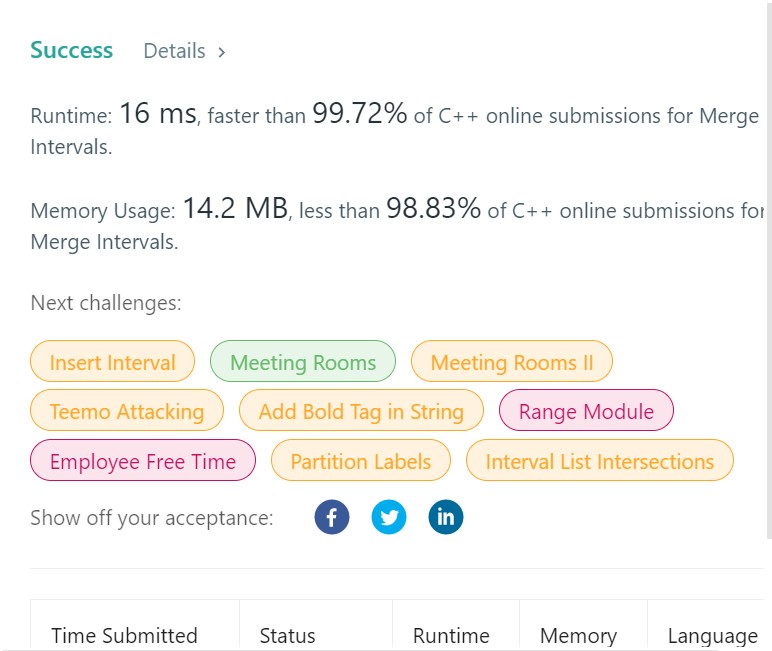 Success Details >
Runtime: 16 ms, faster than 99.72% of C++ online submissions for Merge
Intervals.
Memory Usage: 14.2 MB, less than 98.83% of C++ online submissions for
Merge Intervals.
Next challenges:
Insert Interval Meeting Rooms Meeting Rooms II
Teemo Attacking Add Bold Tag in String Range Module
Employee Free Time Partition Labels Interval List Intersections
Show off your acceptance: f in
Time Submitted Status Runtime Memory Language